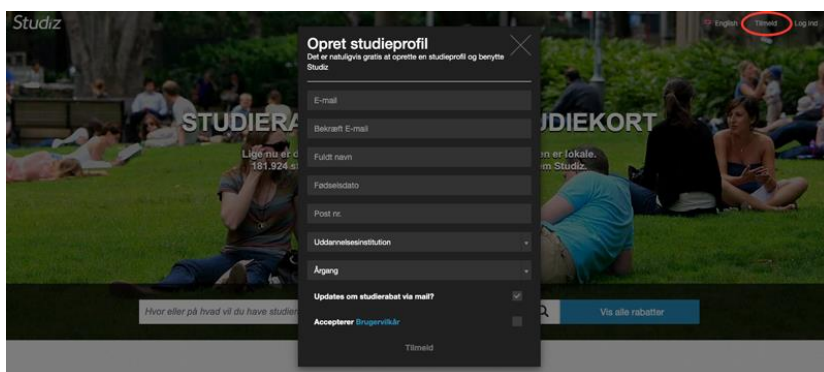 Studiz
English Tilmeld Log ind
Opret studieprofil
Det er natuligvis gratis at oprette en studieprofil og benytte
Studiz
E-mail
Bekræft E-mail
Fuldt navn
Fødselsdato
Post nr.
Uddannelsesinstitution
Årgang
Updates om studierabat via mail?
Accepterer Brugervilkår
Tilmeld
STUDIERA
UDIEKORT
Lige nu er d
en er lokale.
181.924 s
m Studiz.
Hvor eller på hvad vil du have studier
Vis alle rabatter